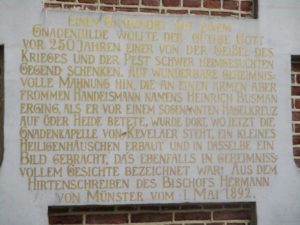 EINEN GNADENORT MIT EINEM
GNADENBILDE WOLLTE DER GÜTIGE GOTT
VOR 250 JAHREN EINER VON DER GEIßEL DES
KRIEGES UND DER PEST SCHWER HEIMGESUCHTEN
GEGEND SCHENKEN. AUF WUNDERBARE GEHEIMNIS-
VOLLE MAHNUNG HIN, DIE AN EINEN ARMEN ABER
FROMMEN HANDELSMANN NAMENS HEINRICH BUSMAN
ERGING, ALS ER VOR EINEM SOGENANNTEN HAGELKREUZ
AUF ÖDER HEIDE BETETE, WURDE DORT, WO JETZT DIE
GNADENKAPELLE VON KEVELAER STEHT, EIN KLEINES
HEILIGENHÄUSCHEN ERBAUT UND IN DASSELBE EIN
BILD GEBRACHT, DAS EBENFALLS IN GEHEIMNIS-
VOLLEM GESICHTE BEZEICHNET WAR! AUS DEM
HIRTENSCHREIBEN DES BISCHOFS HERMANN
VON MÜNSTER VOM 1. MAI 1892.